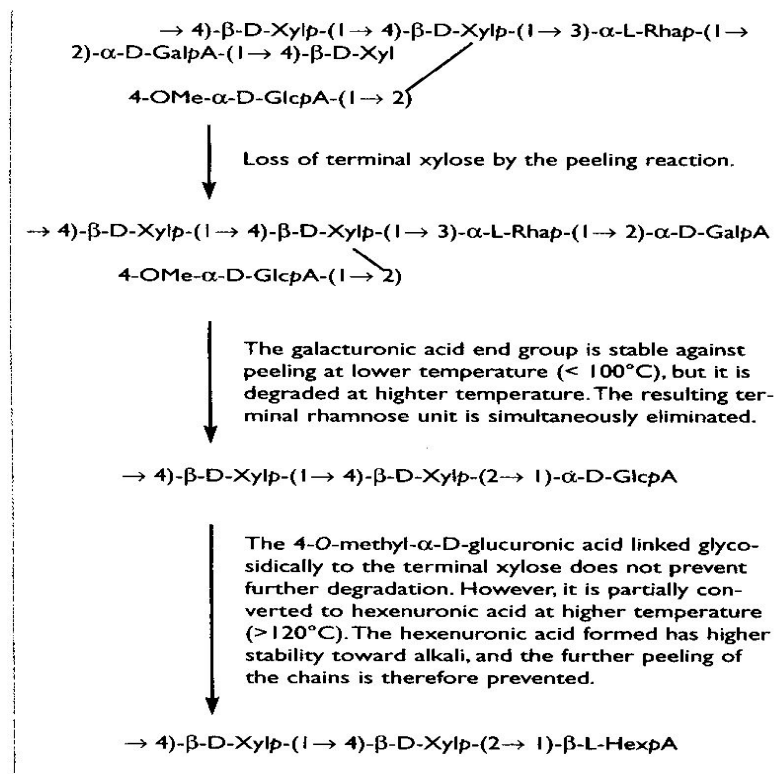 → 4)-β-D-Xylp-(1→ 4)-β-D-Xylp-(1→ 3)-α-L-Rhap-(1→
2)-α-D-GalpA-(1→ 4)-β-D-Xyl
4-OMe-α-D-GlcpA-(1→ 2)
Loss of terminal xylose by the peeling reaction.
→ 4)-β-D-Xylp-(1→ 4)-β-D-Xylp-(1→ 3)-α-L-Rhap-(1→ 2)-α-D-GalpA
4-OMe-α-D-GlcpA-(1→ 2)
The galacturonic acid end group is stable against
peeling at lower temperature (< 100°C), but it is
degraded at highter temperature. The resulting ter-
minal rhamnose unit is simultaneously eliminated.
→ 4)-β-D-Xylp-(1→ 4)-β-D-Xylp-(2→ 1)-α-D-GlcpA
The 4-O-methyl-α-D-glucuronic acid linked glyco-
sidically to the terminal xylose does not prevent
further degradation. However, it is partially con-
verted to hexenuronic acid at higher temperature
(>120°C). The hexenuronic acid formed has higher
stability toward alkali, and the further peeling of
the chains is therefore prevented.
→ 4)-β-D-Xylp-(1→ 4)-β-D-Xylp-(2→ 1)-β-L-HexpA